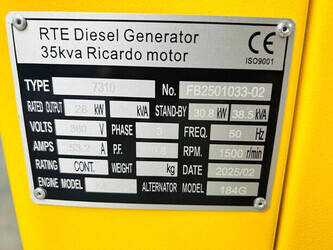 RTE Diesel Generator
35kva Ricardo motor
CE
ISO9001
TYPE 7310 No. FB2501033-02
RATED OUTPUT 28 kW kVA STAND-BY 30.8 kW 38.5 kVA
VOLTS 380 V PHASE 3 FREQ. 50 Hz
AMPS 53.2 A P.F. RPM. 1500 r/min
RATING CONT. WEIGHT kg DATE 2025/02
ENGINE MODEL ALTERNATOR MODEL 184G